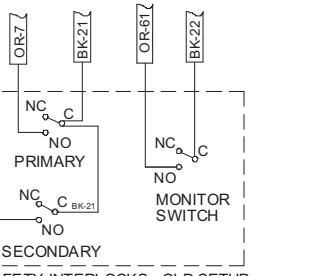 OR-7
BK-21
OR-61
BK-22
NC
C
NO
PRIMARY
NC
C
NO
MONITOR
SWITCH
NC
C
BK-21
NO
SECONDARY